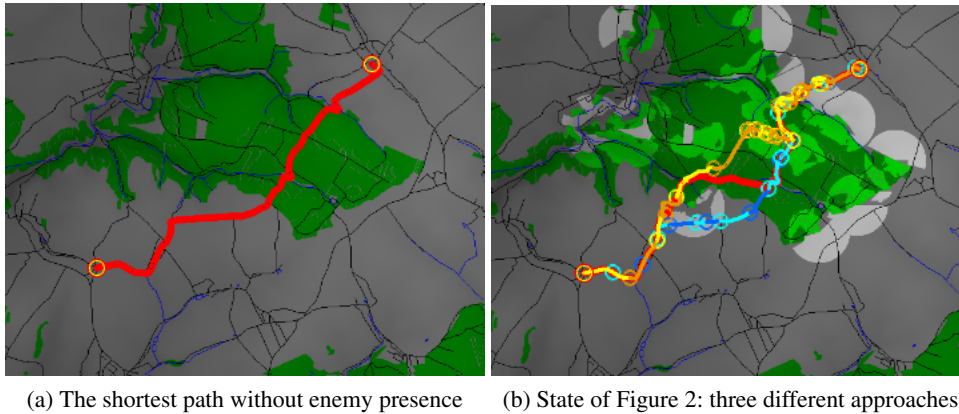 (a) The shortest path without enemy presence
(b) State of Figure 2: three different approaches